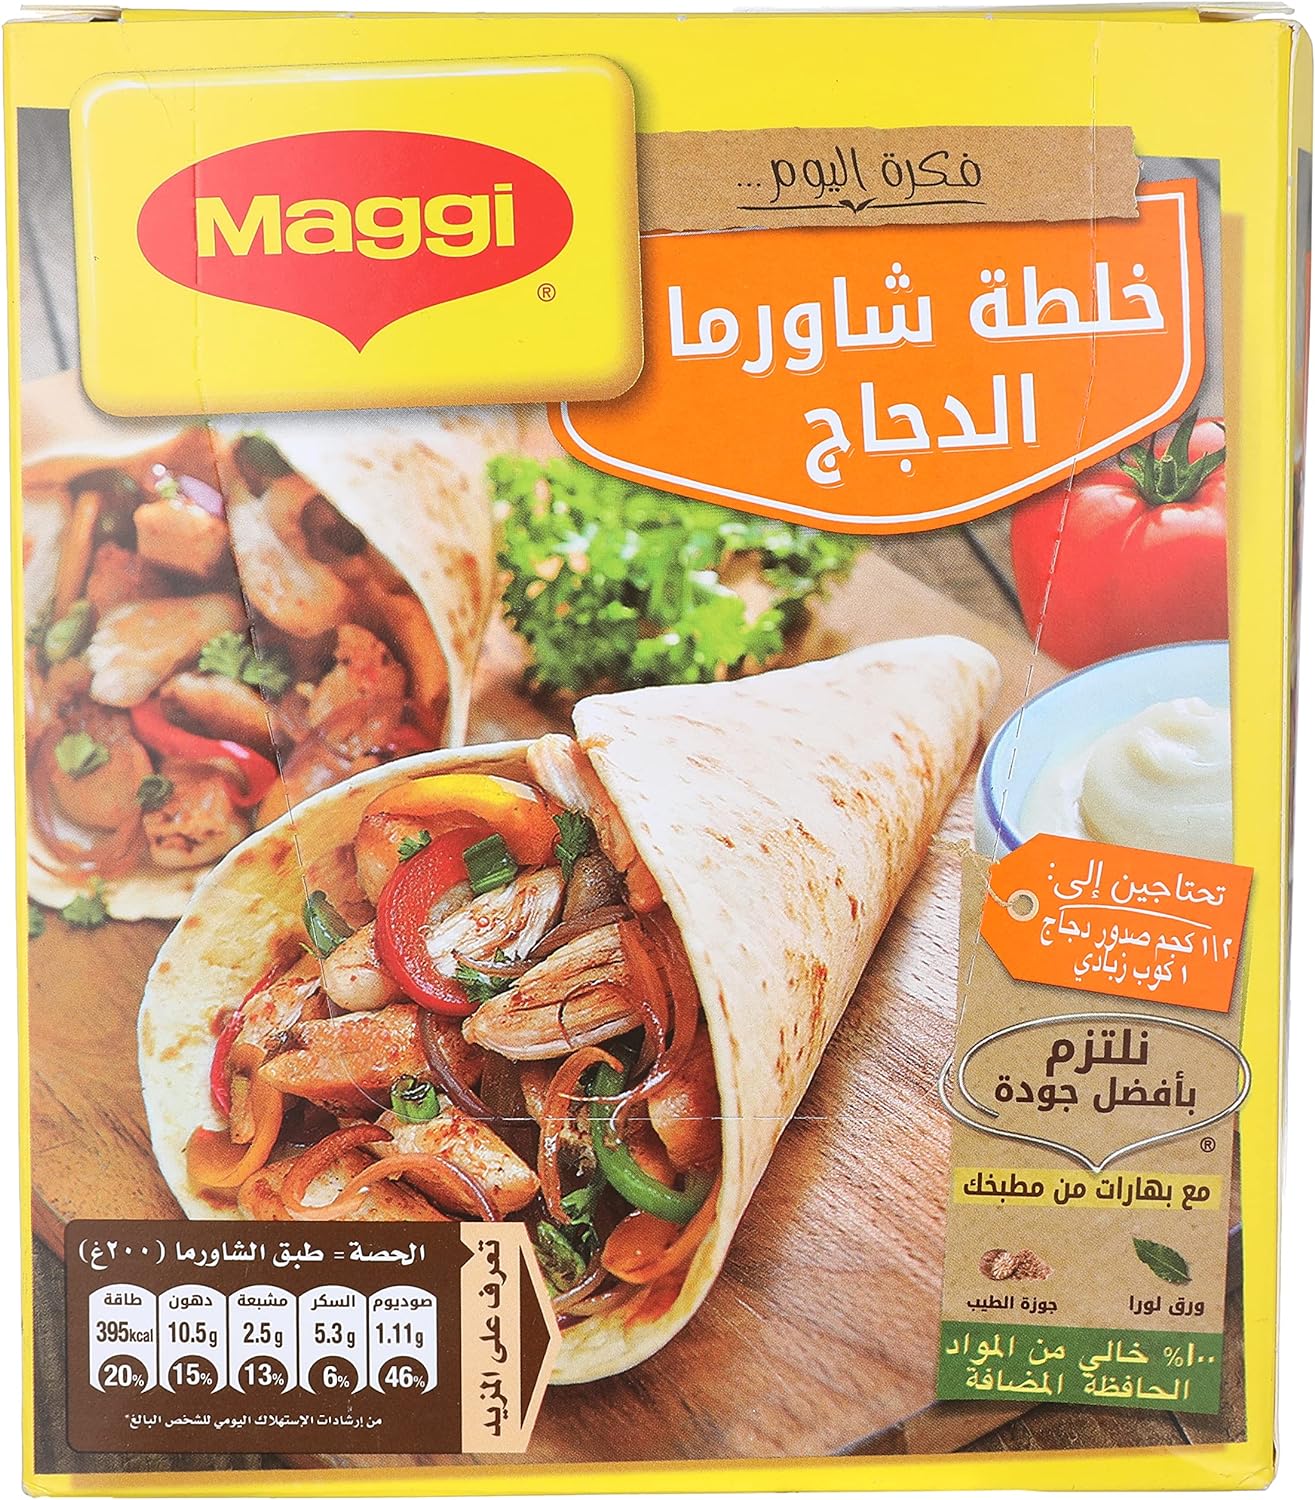 Maggi
®
فكرة اليوم...
خلطة شاورما
الدجاج
تحتاجين إلى:
١/٢ كجم صدور دجاج
١ كوب زبادي
نلتزم
بأفضل جودة
®
مع بهارات من مطبخك
ورق لورا
جوزة الطيب
١٠٠% خالي من المواد
الحافظة المضافة
الحصة = طبق الشاورما (٢٠٠غ)
طاقة دهون مشبعة السكر صوديوم
395kcal 10.5g 2.5g 5.3g 1.11g
20% 15% 13% 6% 46%
من إرشادات الإستهلاك اليومي للشخص البالغ*
تعرف على المزيد